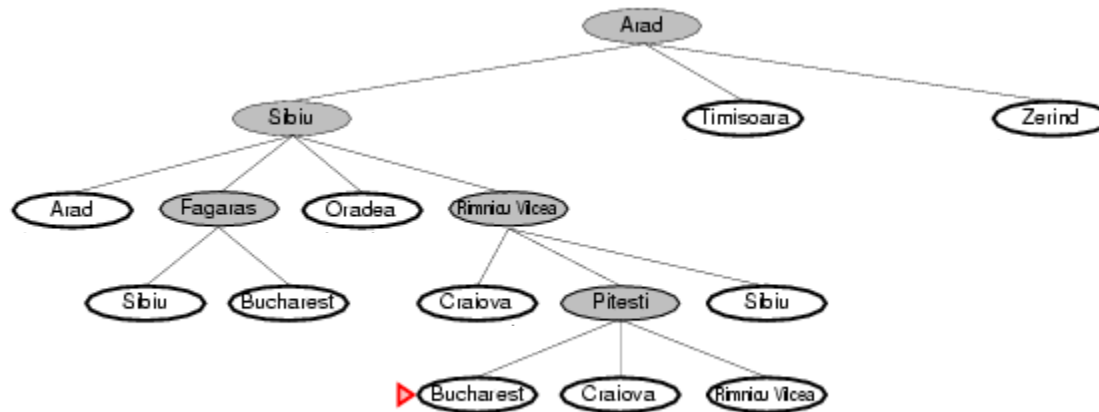 Arad
Sibiu Timisoara Zerind
Arad Fagaras Oradea Rimnicu Vilcea
Sibiu Bucharest Craiova Pitesti Sibiu
Bucharest Craiova Rimnicu Vilcea